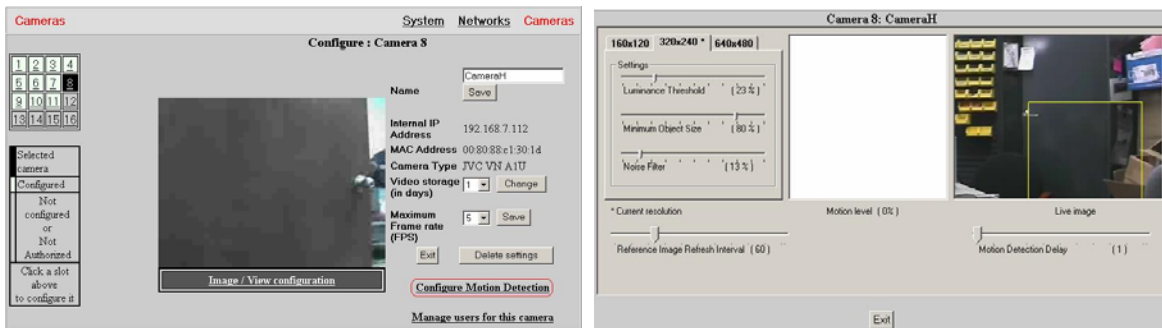 Cameras
System Networks Cameras
Configure : Camera 8
1 2 3 4
5 6 7 8
9 10 11 12
13 14 15 16
Selected
camera
Configured
Not
configured
or
Not
Authorized
Click a slot
above
to configure it
CameraH
Name Save
Internal IP
Address 192.168.7.112
MAC Address 00:80:88:c1:30:1d
Camera Type JVC VN A1U
Video storage
(in days) 1 Change
Maximum
Frame rate
(FPS) 5 Save
Exit Delete settings
Image / View configuration
Configure Motion Detection
Manage users for this camera
Camera 8: CameraH
160x120 320x240 * 640x480
Settings
Luminance Threshold ( 23 % )
Minimum Object Size ( 80 % )
Noise Filter ( 13 % )
* Current resolution
Motion level ( 0% )
Live image
Reference Image Refresh Interval ( 60 )
Motion Detection Delay ( 1 )
Exit